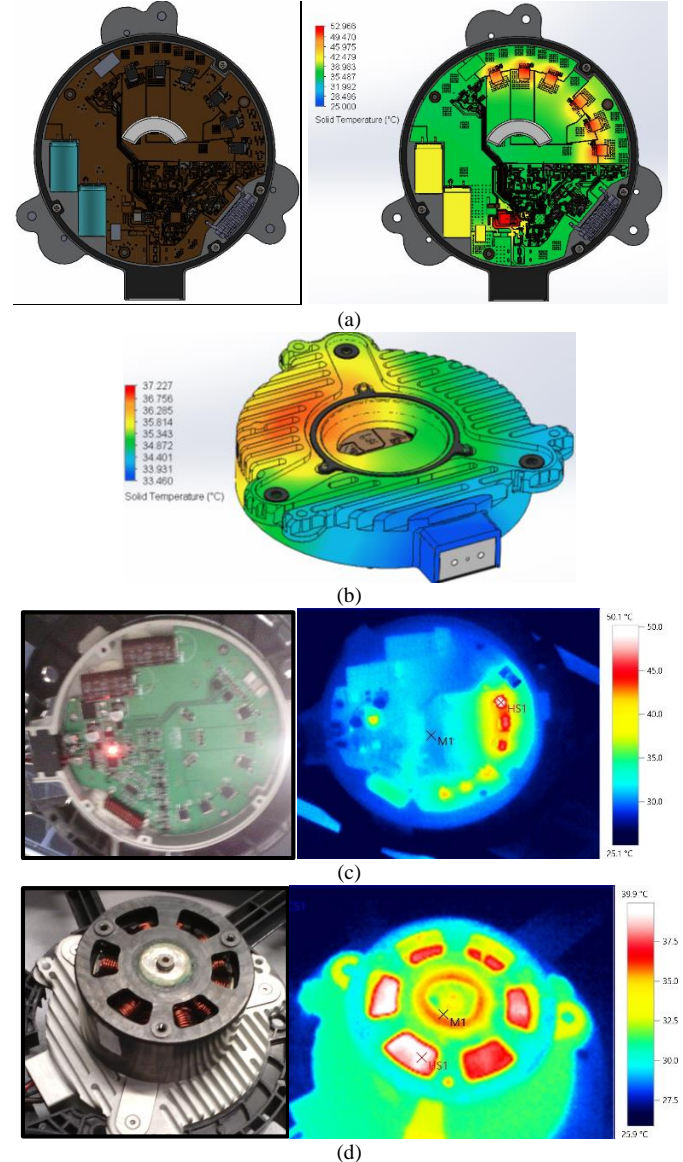 52.966
49.470
45.975
42.479
38.983
35.487
31.992
28.496
25.000
Solid Temperature (°C)
(a)
37.227
36.756
36.285
35.814
35.343
34.872
34.401
33.931
33.460
Solid Temperature (°C)
(b)
50.1 °C
50.0
45.0
40.0
35.0
30.0
25.1 °C
HS1
M1
(c)
39.9 °C
37.5
35.0
32.5
30.0
27.5
25.9 °C
M1
HS1
(d)